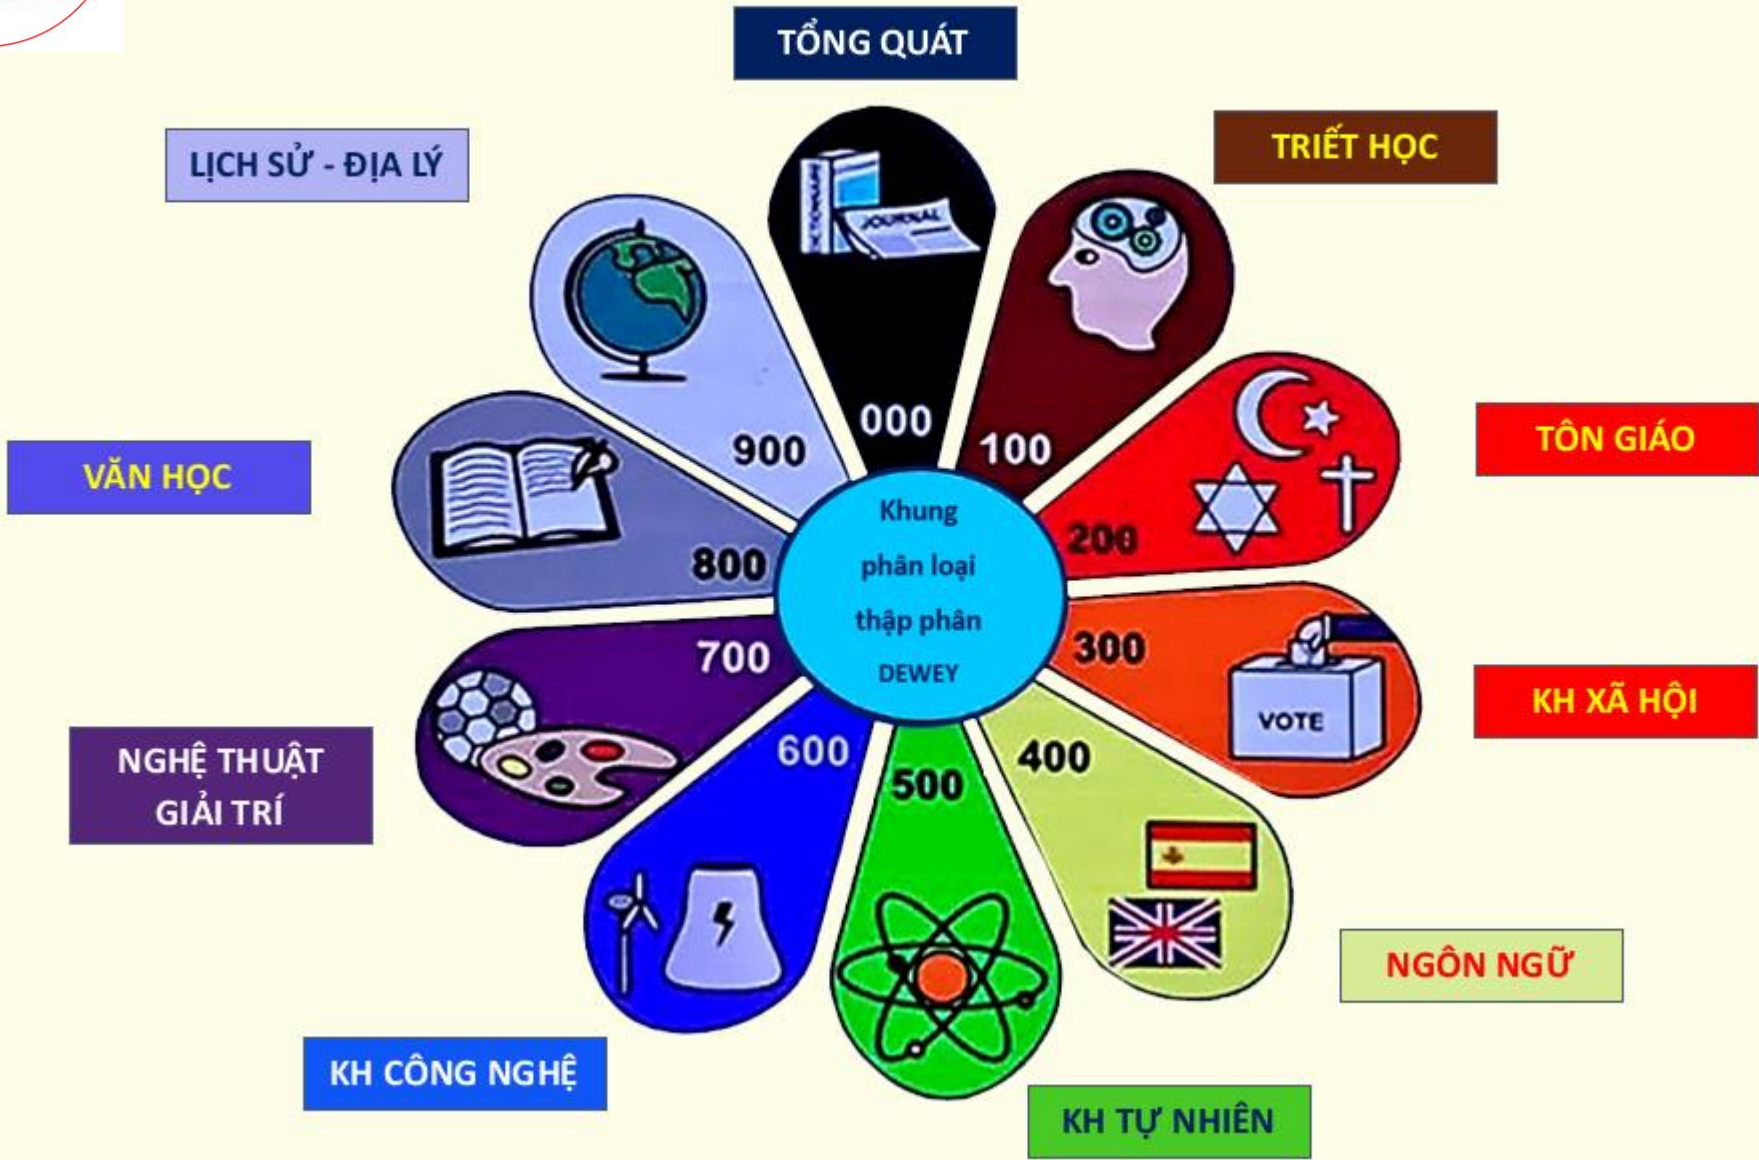 TỔNG QUÁT
LỊCH SỬ - ĐỊA LÝ
TRIẾT HỌC
JOURNAL
000
900
100
TÔN GIÁO
VĂN HỌC
Khung
phân loại
thập phân
DEWEY
200
800
300
700
VOTE
KH XÃ HỘI
NGHỆ THUẬT
GIẢI TRÍ
600
500
400
NGÔN NGỮ
KH CÔNG NGHỆ
KH TỰ NHIÊN